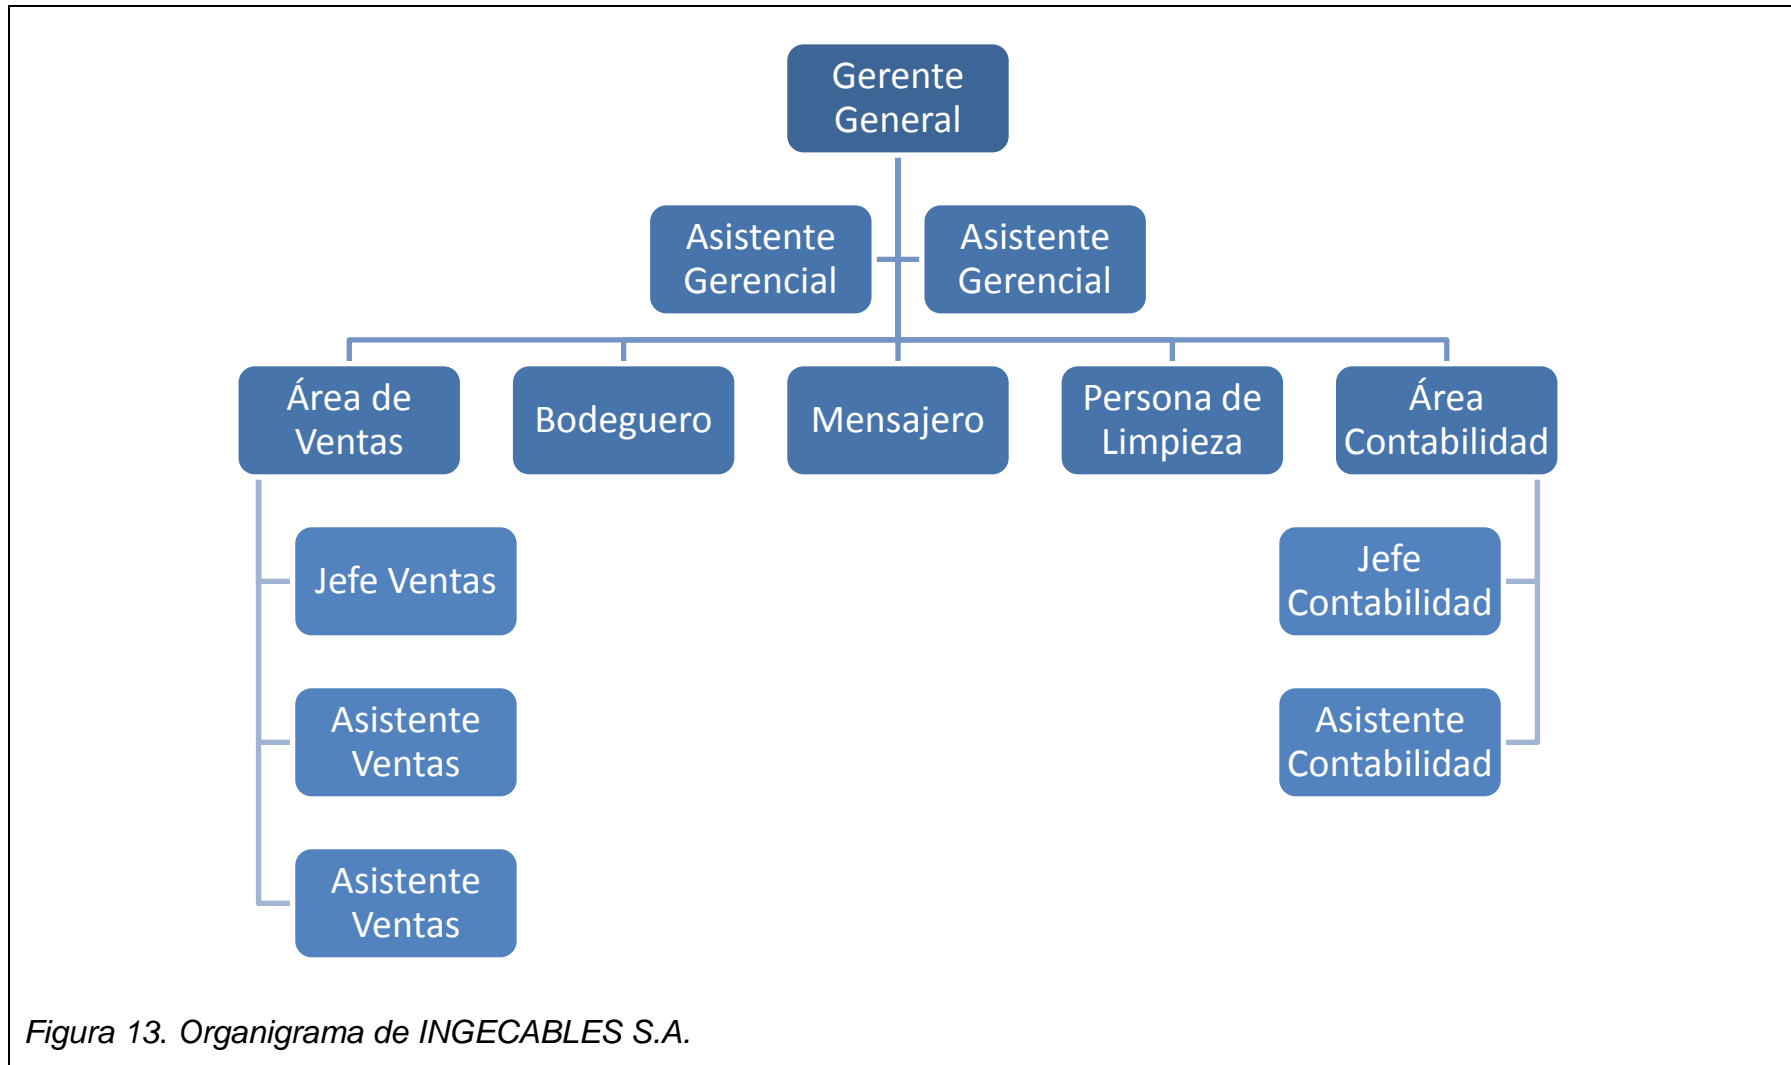 Gerente
General
Asistente
Gerencial
Asistente
Gerencial
Área de
Ventas
Bodeguero
Mensajero
Persona de
Limpieza
Área
Contabilidad
Jefe Ventas
Asistente
Ventas
Asistente
Ventas
Jefe
Contabilidad
Asistente
Contabilidad
Figura 13. Organigrama de INGECABLES S.A.